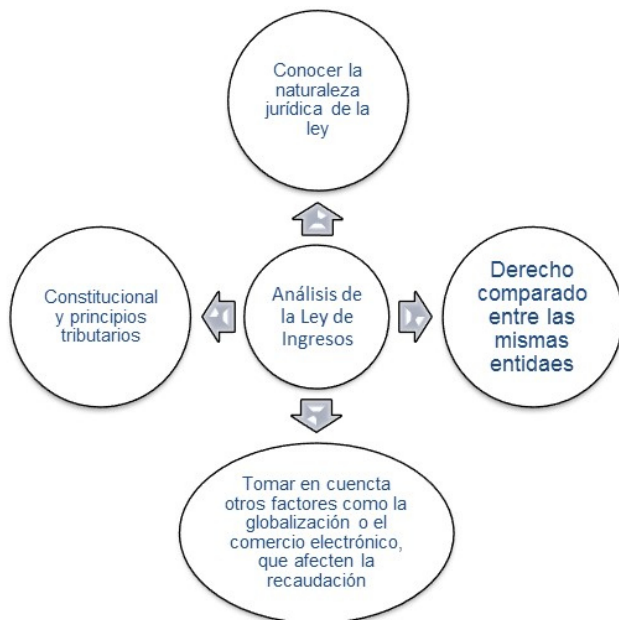 Conocer la
naturaleza
jurídica de la
ley
Constitucional
y principios
tributarios
Análisis de
la Ley de
Ingresos
Derecho
comparado
entre las
mismas
entidaes
Tomar en cuencta
otros factores como la
globalización o el
comercio electrónico,
que afecten la
recaudación